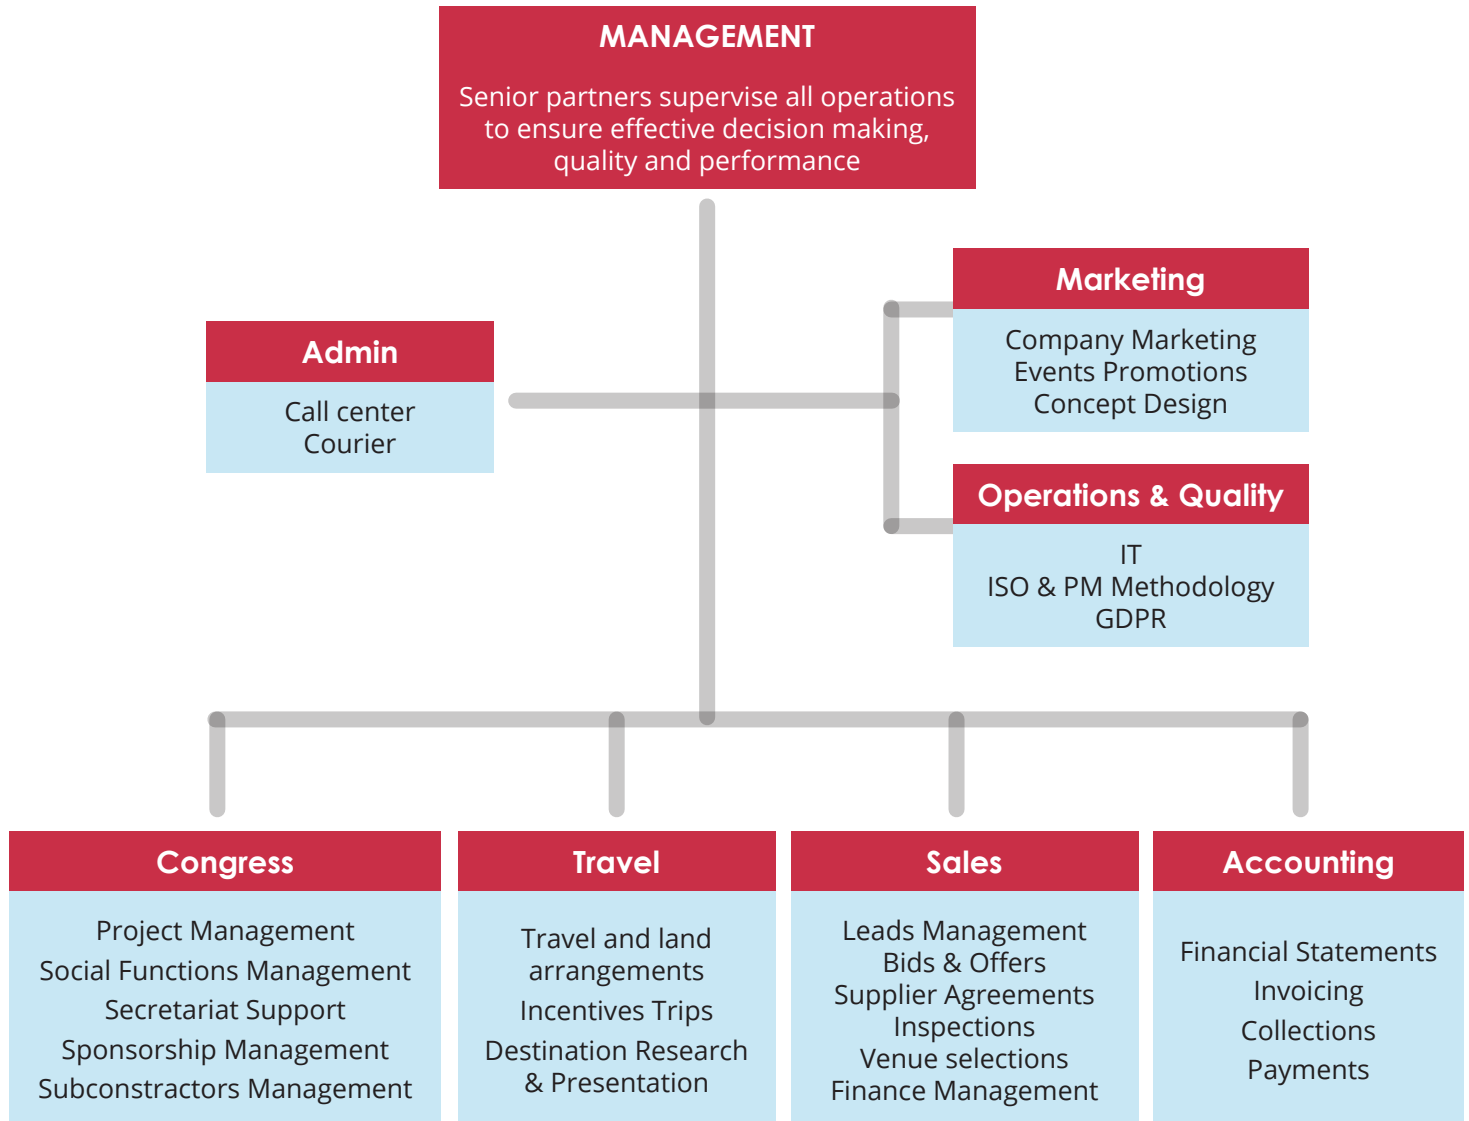 MANAGEMENT
Senior partners supervise all operations
to ensure effective decision making,
quality and performance
Marketing
Company Marketing
Events Promotions
Concept Design
Admin
Call center
Courier
Operations & Quality
IT
ISO & PM Methodology
GDPR
Congress
Project Management
Social Functions Management
Secretariat Support
Sponsorship Management
Subconstractors Management
Travel
Travel and land
arrangements
Incentives Trips
Destination Research
& Presentation
Sales
Leads Management
Bids & Offers
Supplier Agreements
Inspections
Venue selections
Finance Management
Accounting
Financial Statements
Invoicing
Collections
Payments